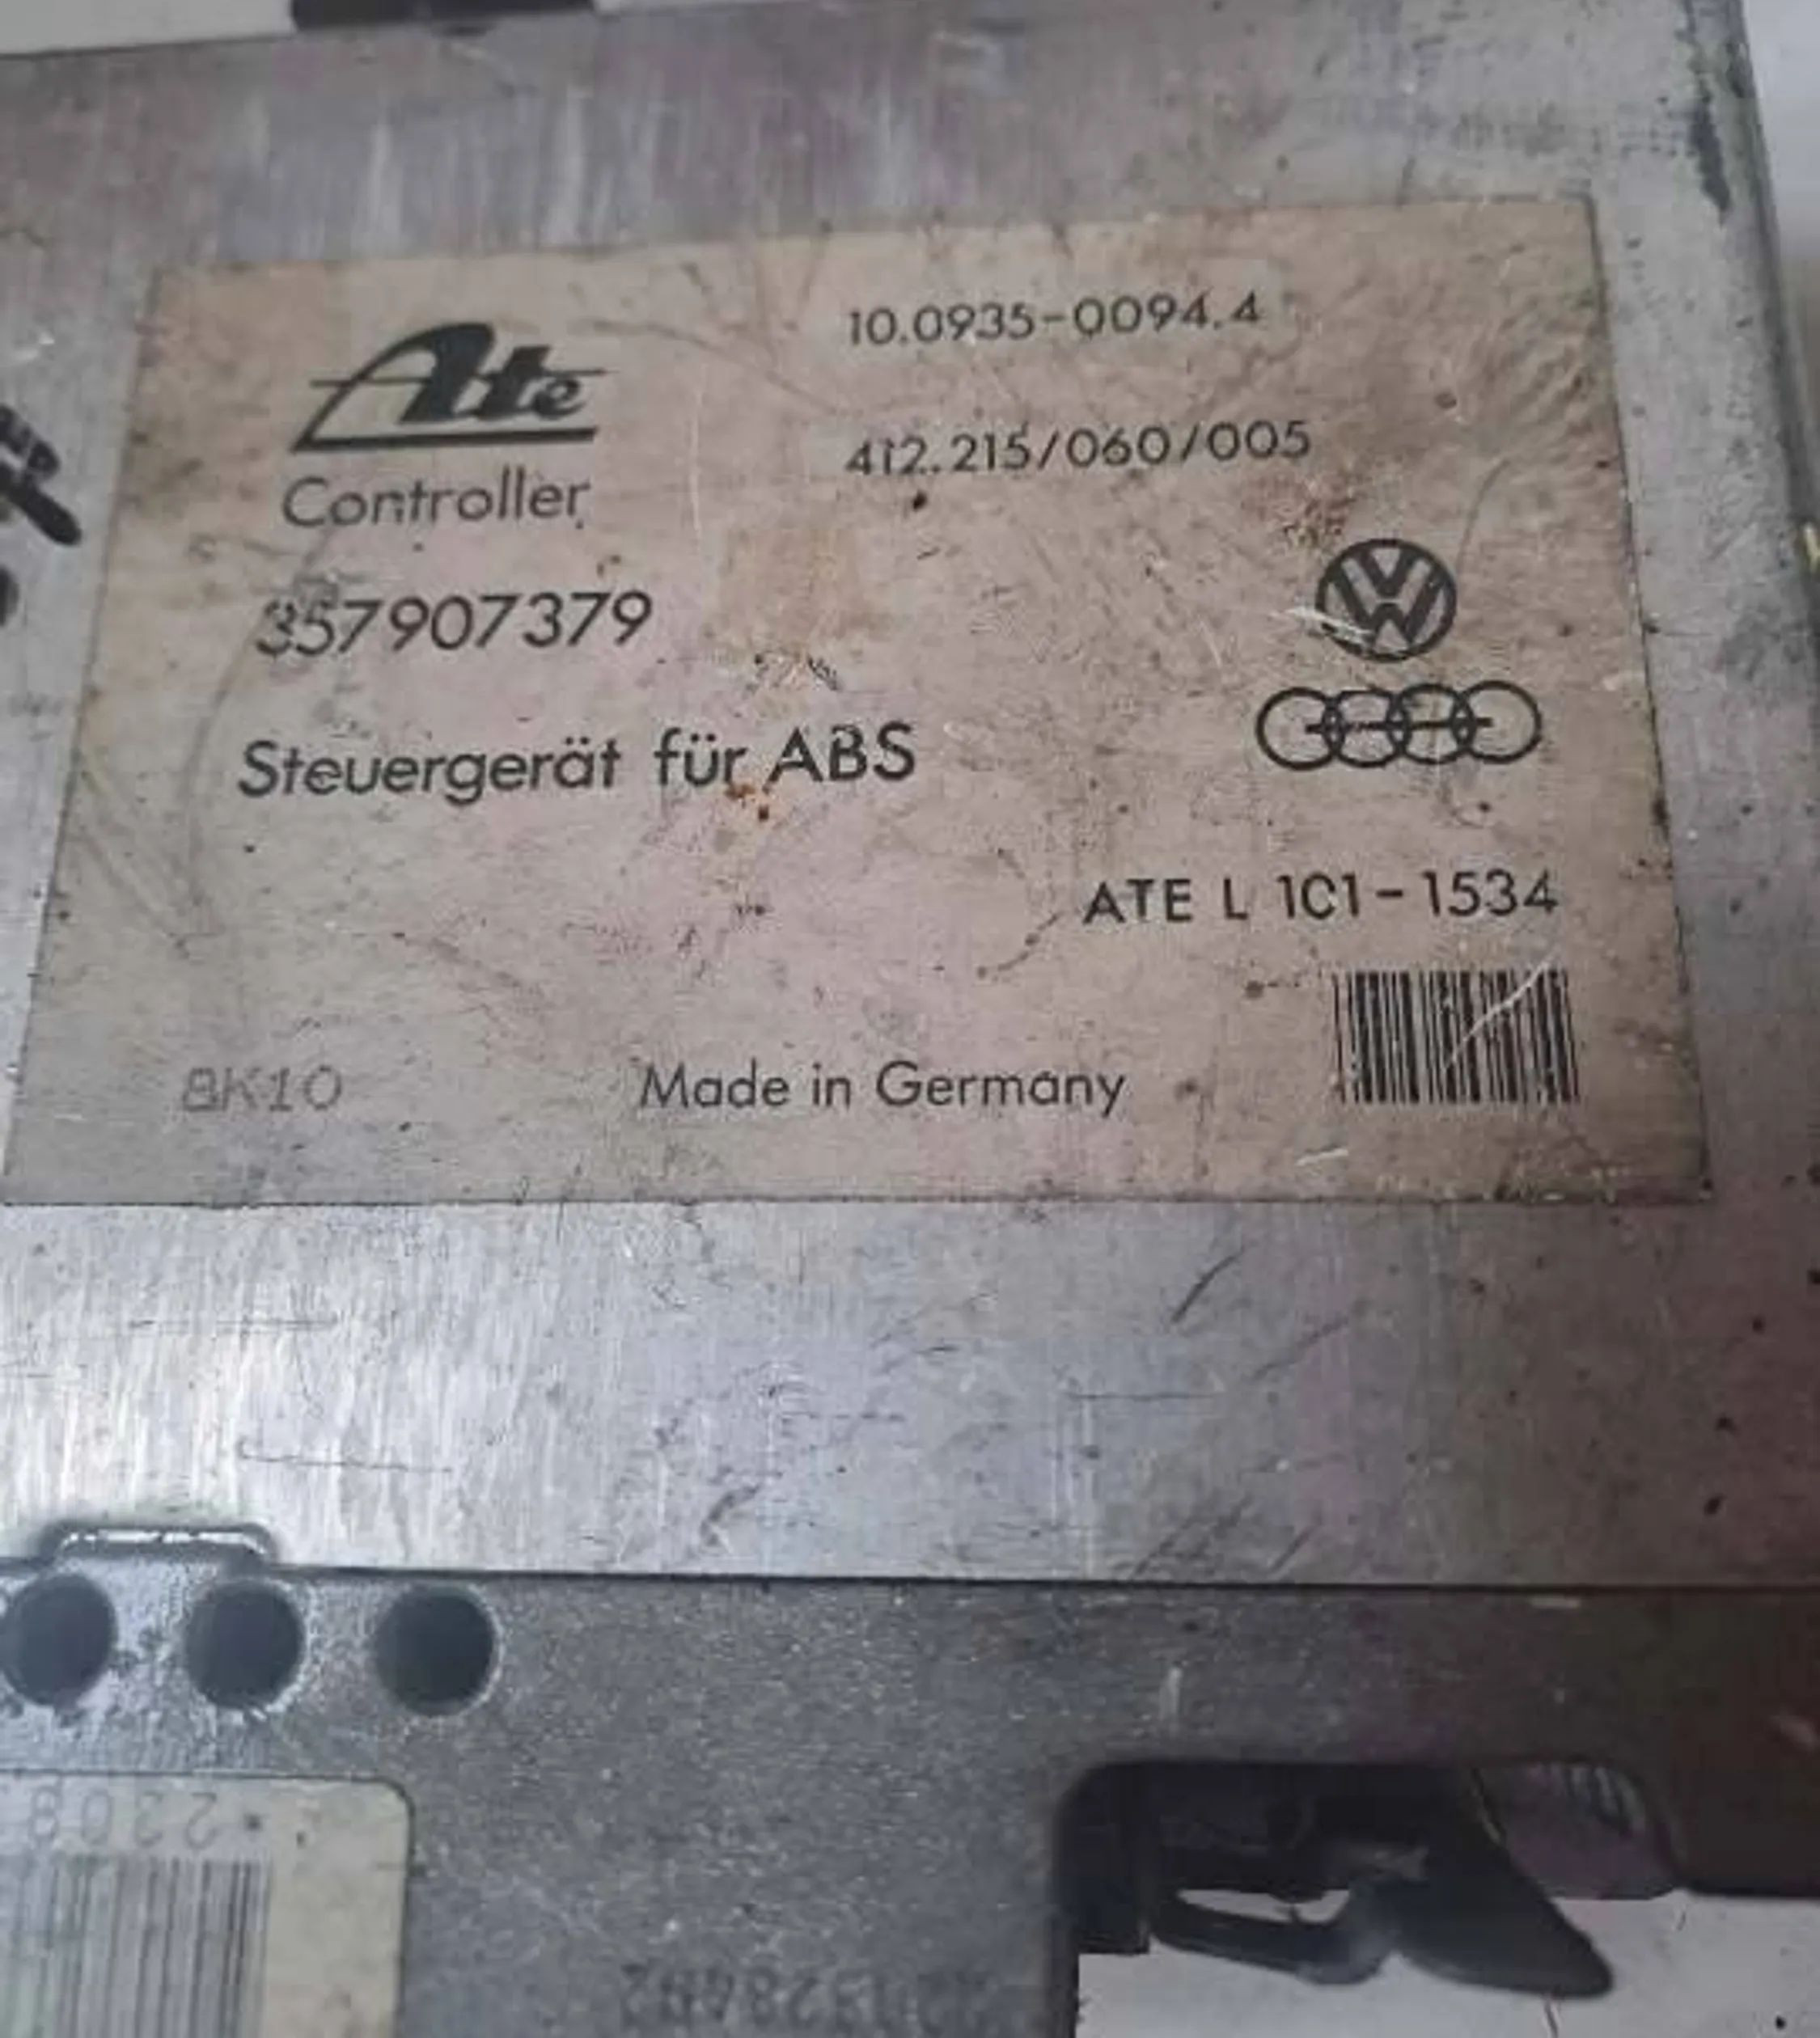 Ate
10.0935-0094.4
Controller
412.215/060/005
357907379
Steuergerät für ABS
ATE L 1C1-1534
8K10
Made in Germany